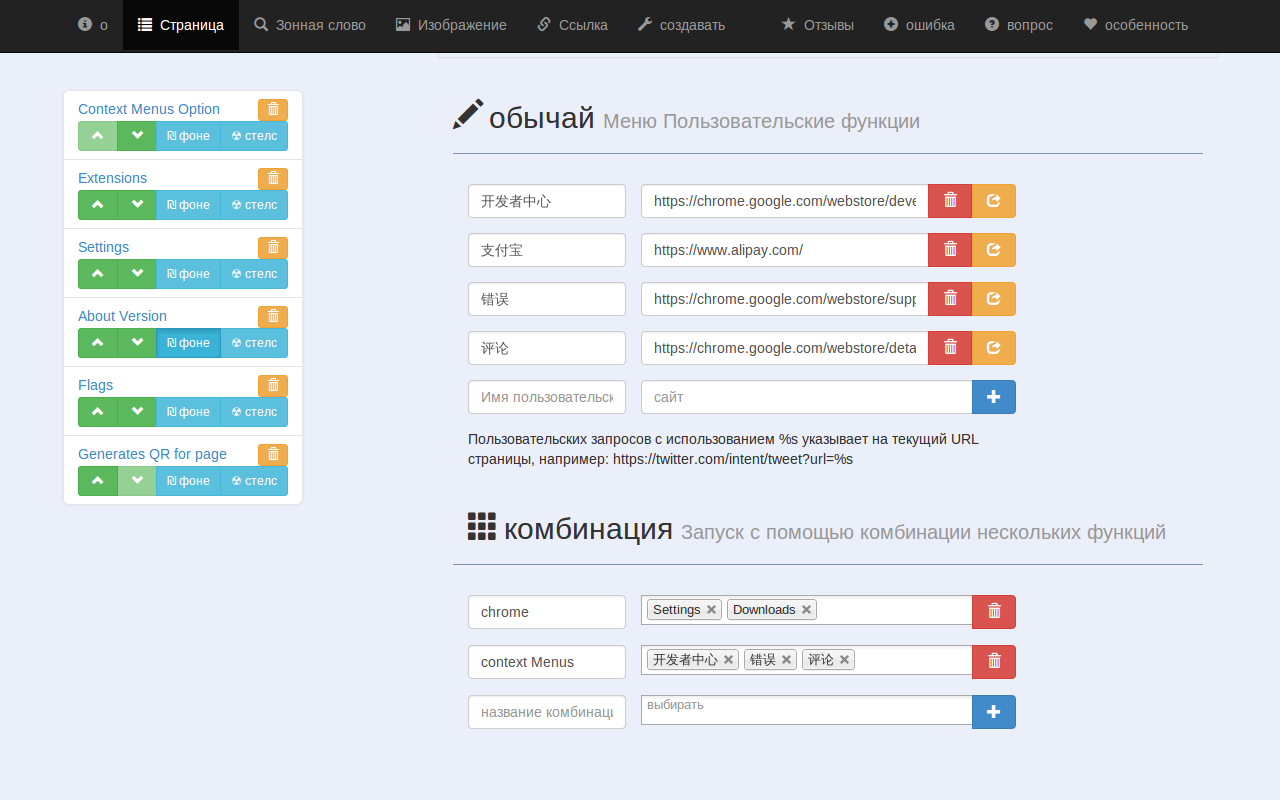 о
Страница
Зонная слово
Изображение
Ссылка
создавать
Отзывы
ошибка
вопрос
особенность
Context Menus Option
₪ фоне
☢ стелс
Extensions
₪ фоне
☢ стелс
Settings
₪ фоне
☢ стелс
About Version
₪ фоне
☢ стелс
Flags
₪ фоне
☢ стелс
Generates QR for page
₪ фоне
☢ стелс
обычай Меню Пользовательские функции
开发者中心
https://chrome.google.com/webstore/deve
支付宝
https://www.alipay.com/
错误
https://chrome.google.com/webstore/supp
评论
https://chrome.google.com/webstore/deta
Имя пользовательск
сайт
Пользовательских запросов с использованием %s указывает на текущий URL
страницы, например: https://twitter.com/intent/tweet?url=%s
комбинация Запуск с помощью комбинации нескольких функций
chrome
Settings
Downloads
context Menus
开发者中心
错误
评论
название комбинаци
выбирать